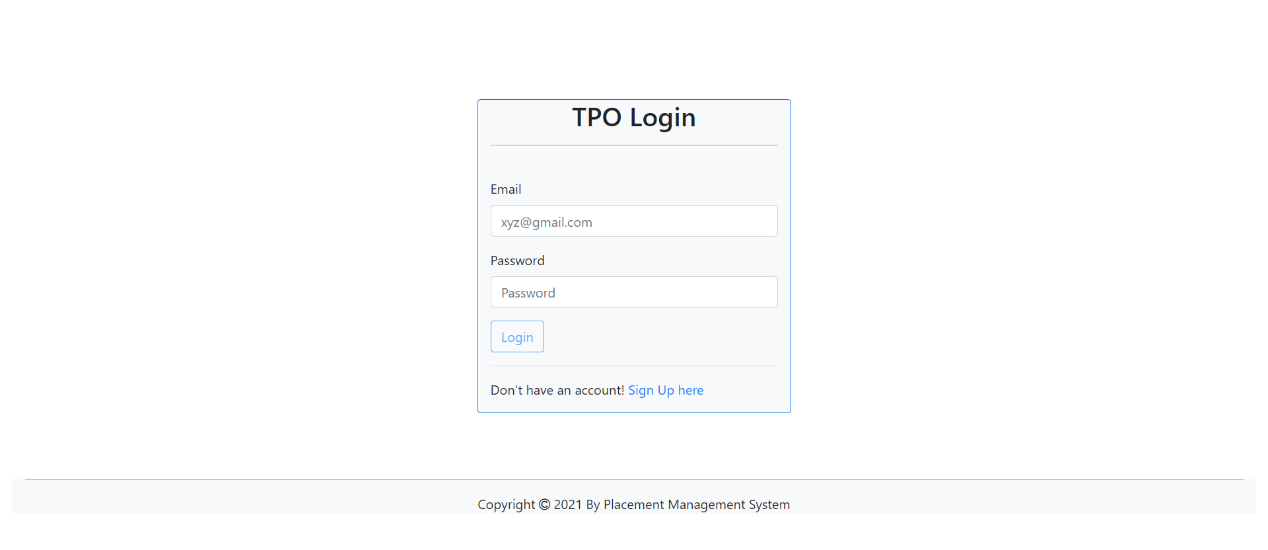 TPO Login
Email
xyz@gmail.com
Password
Password
Login
Don't have an account! Sign Up here
Copyright © 2021 By Placement Management System